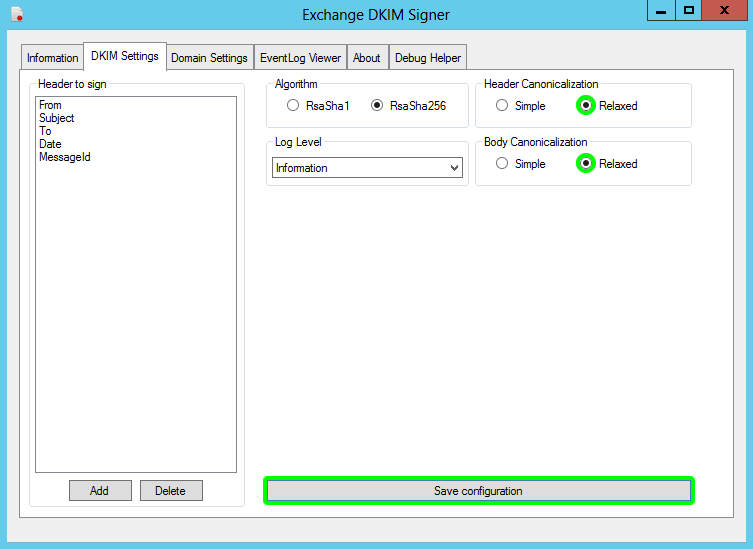 Exchange DKIM Signer
Information
DKIM Settings
Domain Settings
EventLog Viewer
About
Debug Helper
Header to sign
From
Subject
To
Date
MessageId
Add
Delete
Algorithm
RsaSha1
RsaSha256
Header Canonicalization
Simple
Relaxed
Log Level
Information
Body Canonicalization
Simple
Relaxed
Save configuration